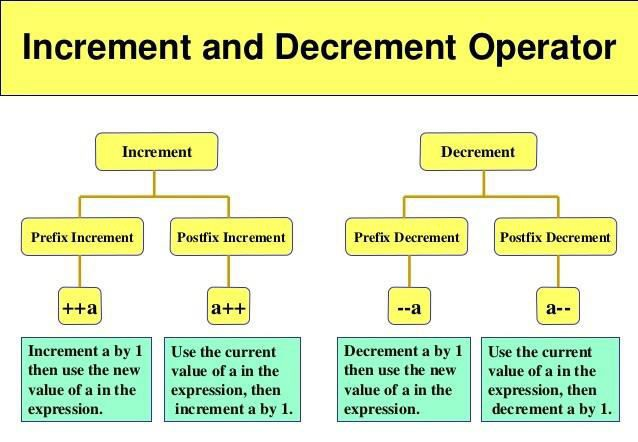 Increment and Decrement Operator
Increment
Decrement
Prefix Increment
Postfix Increment
Prefix Decrement
Postfix Decrement
++a
a++
--a
a--
Increment a by 1
then use the new
value of a in the
expression.
Use the current
value of a in the
expression, then
increment a by 1.
Decrement a by 1
then use the new
value of a in the
expression.
Use the current
value of a in the
expression, then
decrement a by 1.